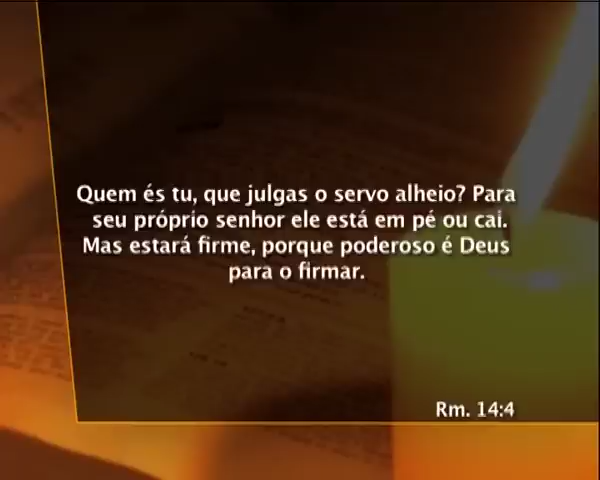 Quem és tu, que julgas o servo alheio? Para
seu próprio senhor ele está em pé ou cai.
Mas estará firme, porque poderoso é Deus
para o firmar.
Rm. 14:4